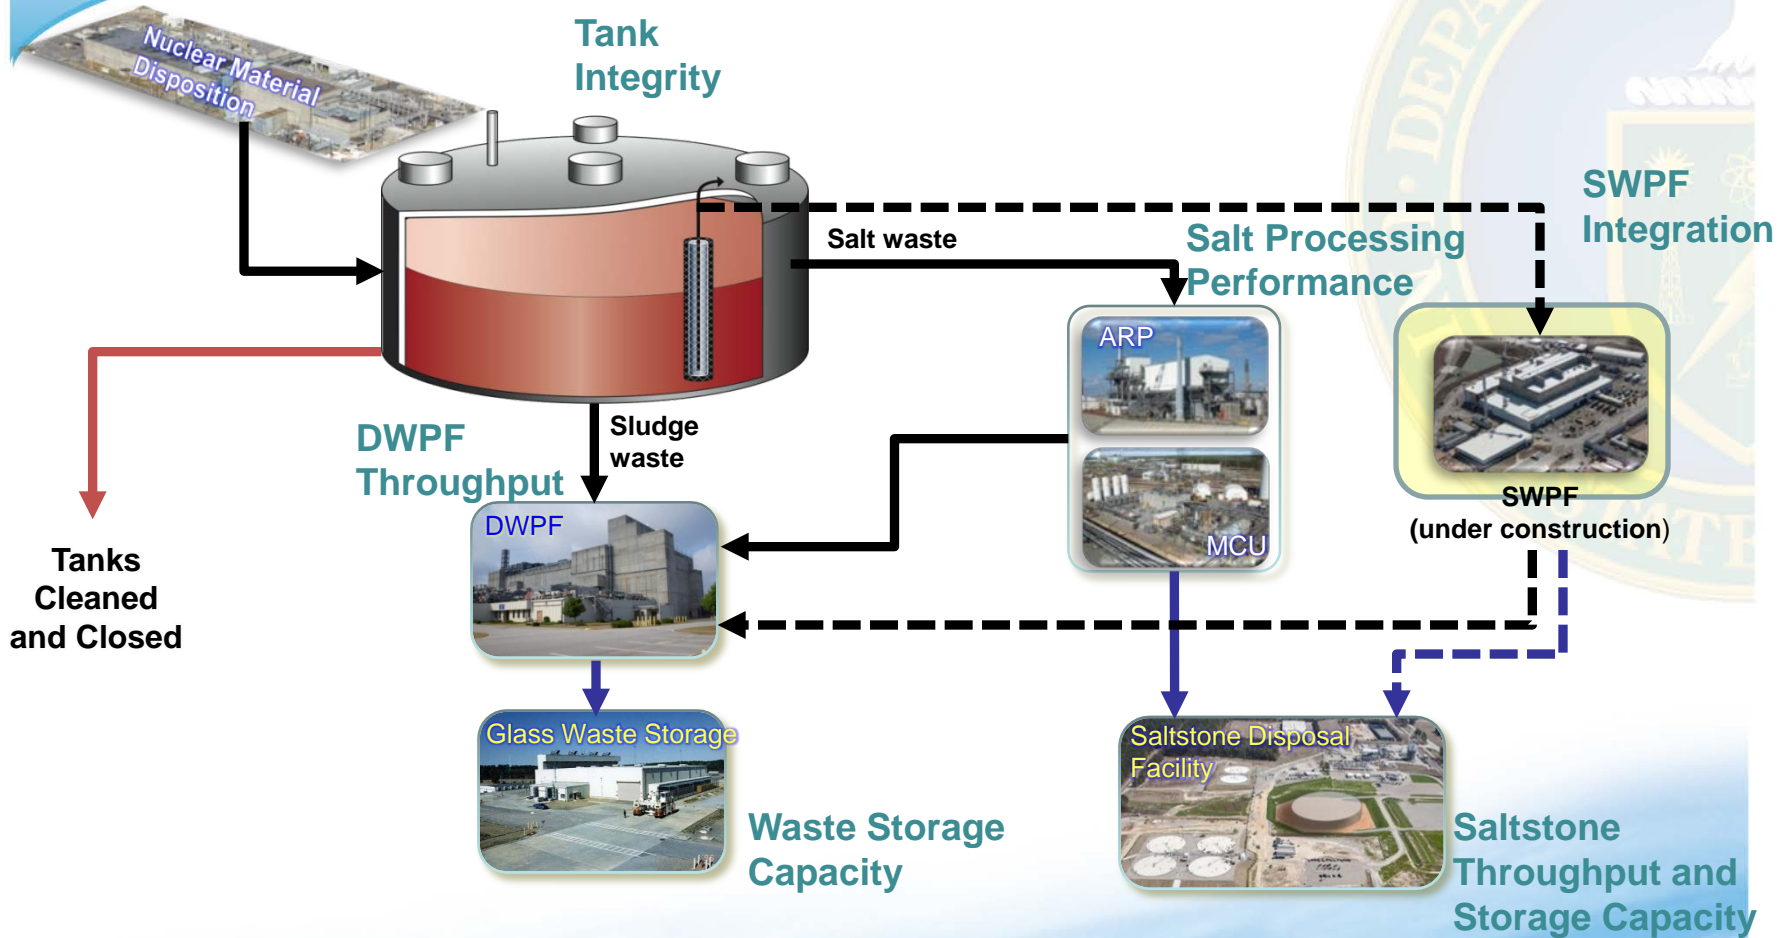 Nuclear Material
Disposition
Tank
Integrity
SWPF
Integration
Salt waste
Salt Processing
Performance
ARP
MCU
SWPF
(under construction)
DWPF
Throughput
Sludge
waste
DWPF
Tanks
Cleaned
and Closed
Glass Waste Storage
Waste Storage
Capacity
Saltstone Disposal
Facility
Saltstone
Throughput and
Storage Capacity